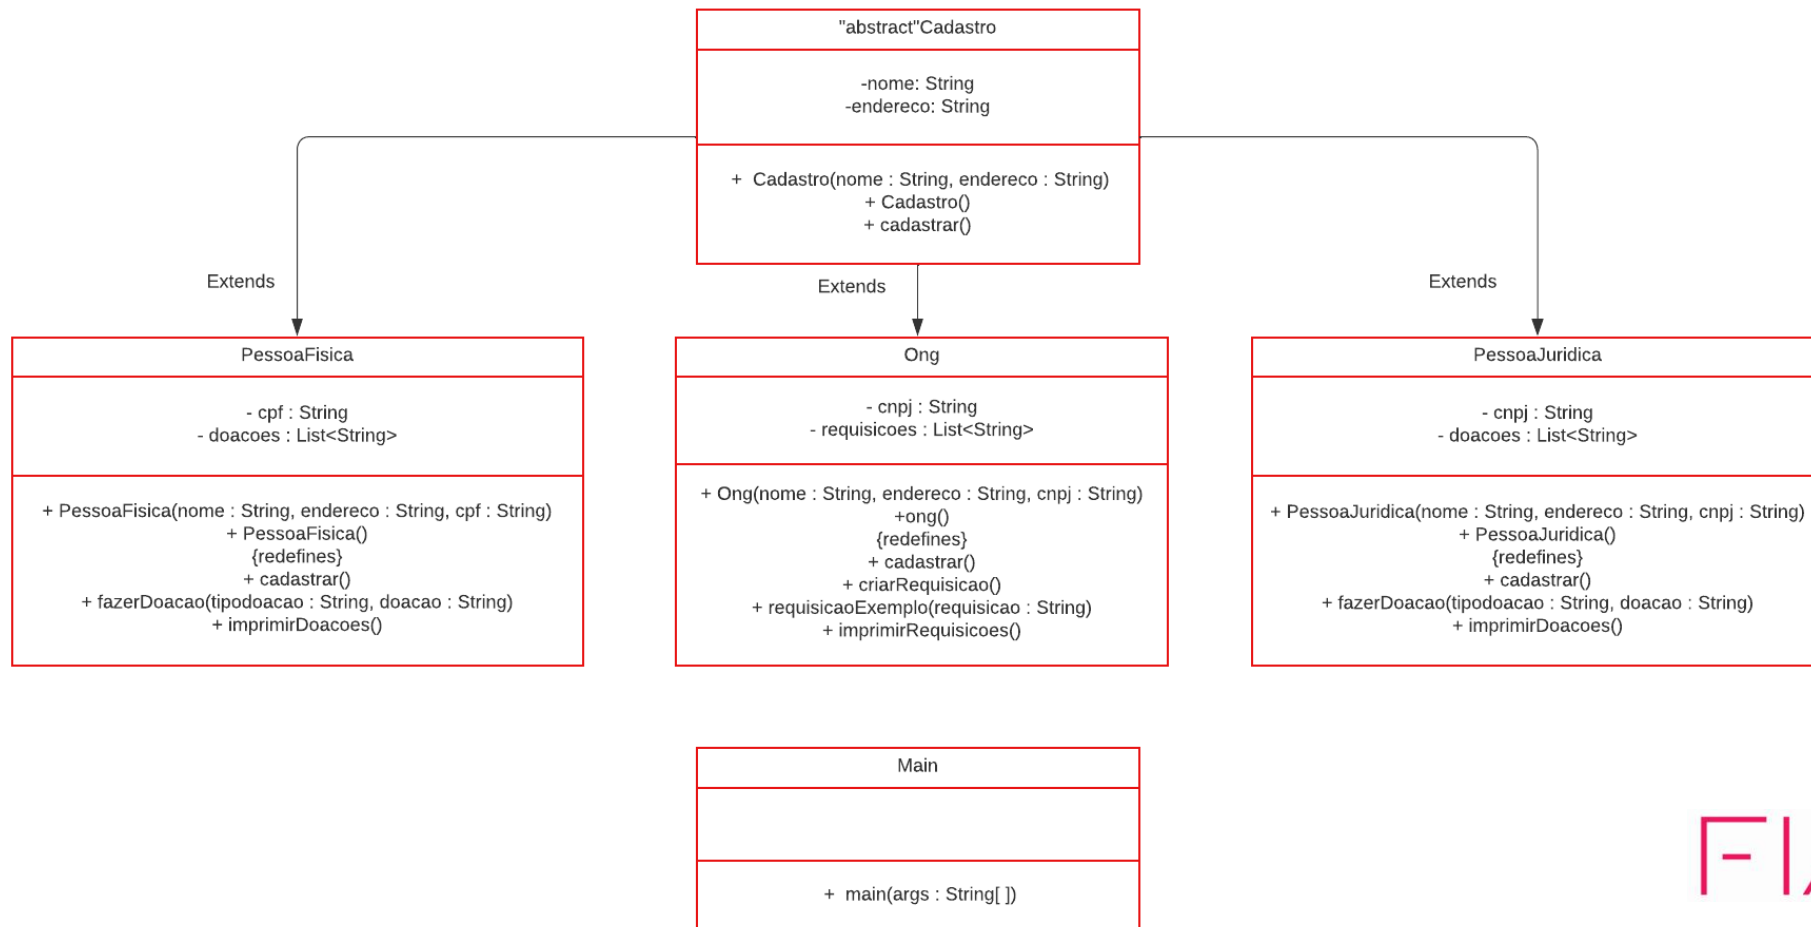 "abstract"Cadastro
-nome: String
-endereco: String
+ Cadastro(nome : String, endereco : String)
+ Cadastro()
+ cadastrar()
Extends
Extends
Extends
PessoaFisica
- cpf : String
- doacoes : List<String>
+ PessoaFisica(nome : String, endereco : String, cpf : String)
+ PessoaFisica()
{redefines}
+ cadastrar()
+ fazerDoacao(tipodoacao : String, doacao : String)
+ imprimirDoacoes()
Ong
- cnpj : String
- requisicoes : List<String>
+ Ong(nome : String, endereco : String, cnpj : String)
+ong()
{redefines}
+ cadastrar()
+ criarRequisicao()
+ requisicaoExemplo(requisicao : String)
+ imprimirRequisicoes()
PessoaJuridica
- cnpj : String
- doacoes : List<String>
+ PessoaJuridica(nome : String, endereco : String, cnpj : String)
+ PessoaJuridica()
{redefines}
+ cadastrar()
+ fazerDoacao(tipodoacao : String, doacao : String)
+ imprimirDoacoes()
Main
+ main(args : String[ ])